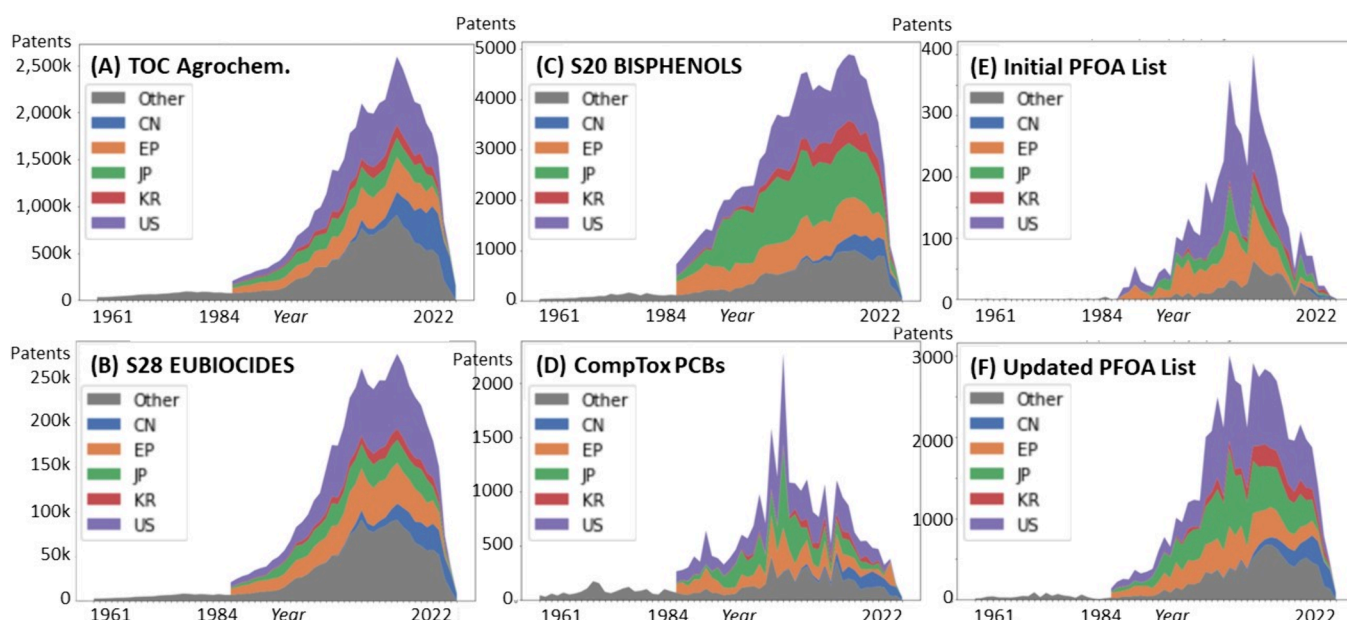 Patents
(A) TOC Agrochem.
2,500k
2,000k
1,500k
1,000k
500k
0
Other
CN
EP
JP
KR
US
1961
1984
Year
2022
Patents
(C) S20 BISPHENOLS
5000
4000
3000
2000
1000
0
Other
CN
EP
JP
KR
US
1961
1984
Year
2022
Patents
(E) Initial PFOA List
400
300
200
100
0
Other
CN
EP
JP
KR
US
1961
1984
Year
2022
Patents
(B) S28 EUBIOCIDES
250k
200k
150k
100k
50k
0
Other
CN
EP
JP
KR
US
1961
1984
Year
2022
Patents
(D) CompTox PCBs
2000
1500
1000
500
0
Other
CN
EP
JP
KR
US
1961
1984
Year
2022
Patents
(F) Updated PFOA List
3000
2000
1000
0
Other
CN
EP
JP
KR
US
1961
1984
Year
2022